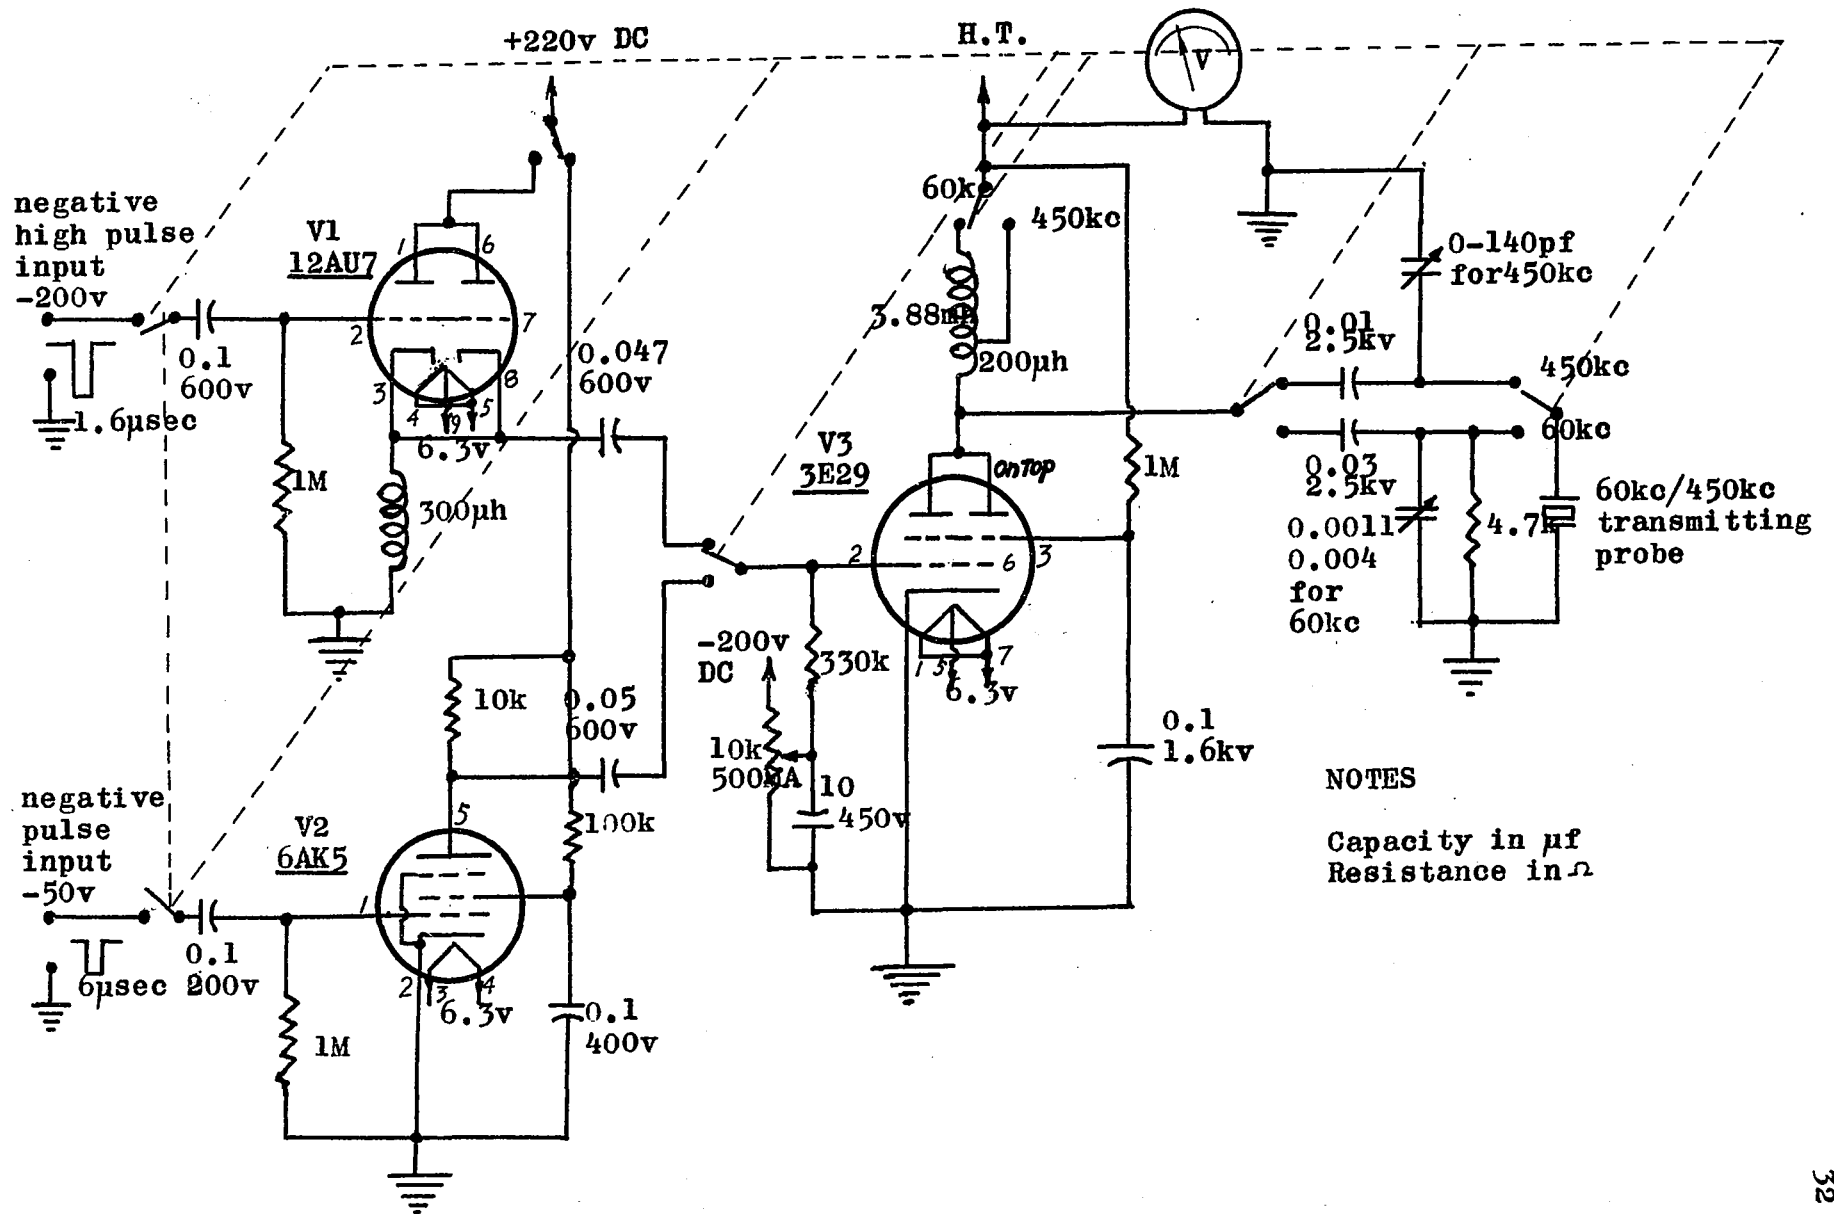 +220v DC
H.T.
V
negative
high pulse
input
-200v
1.6µsec
0.1
600v
V1
12AU7
1
6
2
7
3
8
4
9
5
6.3v
1M
300µh
0.047
600v
60kc
450kc
3.88mh
200µh
0-140pf
for450kc
0.01
2.5kv
450kc
60kc
0.03
2.5kv
0.0011
0.004
for
60kc
4.7k
60kc/450kc
transmitting
probe
V3
3E29
on Top
2
6
3
1
5
7
6.3v
1M
-200v
DC
330k
10k
500MA
10
450v
0.1
1.6kv
10k
0.05
600v
negative
pulse
input
-50v
6µsec
0.1
200v
V2
6AK5
5
1
2
3
4
6.3v
100k
1M
0.1
400v
NOTES
Capacity in µf
Resistance in Ω
32